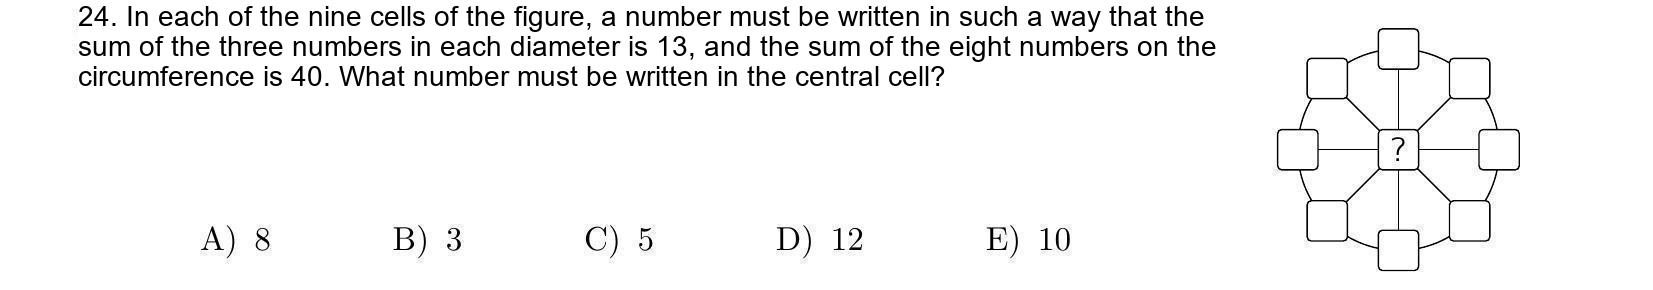 24. In each of the nine cells of the figure, a number must be written in such a way that the
sum of the three numbers in each diameter is 13, and the sum of the eight numbers on the
circumference is 40. What number must be written in the central cell?
?
A) 8 B) 3 C) 5 D) 12 E) 10